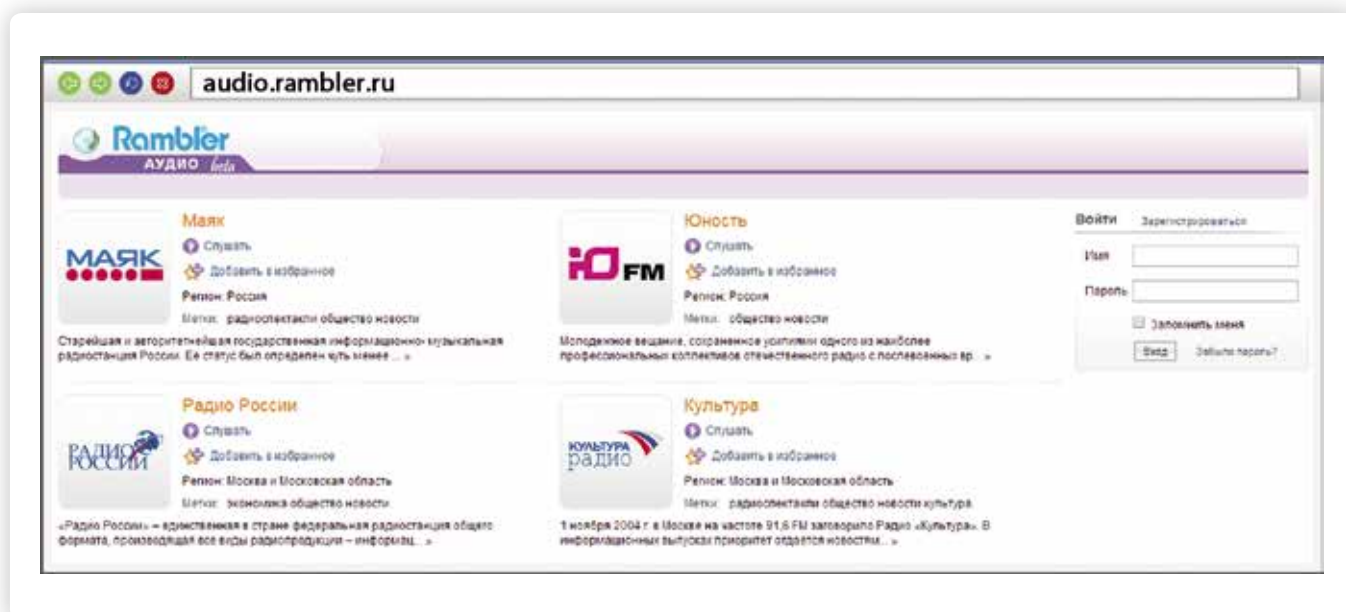 audio.rambler.ru
Rambler
АУДИО beta
МАЯК
Маяк
Слушать
Добавить в избранное
Регион: Россия
Метки: радиоспектакли общество новости
Старейшая и авторитетнейшая государственная информационно- музыкальная
радиостанция России. Ее статус был определен чуть менее ... »
Ю FM
Юность
Слушать
Добавить в избранное
Регион: Россия
Метки: общество новости
Молодежное вещание, сохраненное усилиями одного из наиболее
профессиональных коллективов отечественного радио с послевоенных вр... »
Войти Зарегистрироваться
Имя
Пароль
Запомнить меня
Вход Забыли пароль?
РАДИО РОССИИ
Радио России
Слушать
Добавить в избранное
Регион: Москва и Московская область
Метки: экономика общество новости
«Радио России» – единственная в стране федеральная радиостанция общего
формата, производящая все виды радиопродукции – информац... »
КУЛЬТУРА
радио
Культура
Слушать
Добавить в избранное
Регион: Москва и Московская область
Метки: радиоспектакли общество новости культура
1 ноября 2004 г. в Москве на частоте 91,6 FM заговорило Радио «Культура». В
информационных выпусках приоритет отдается новостям... »